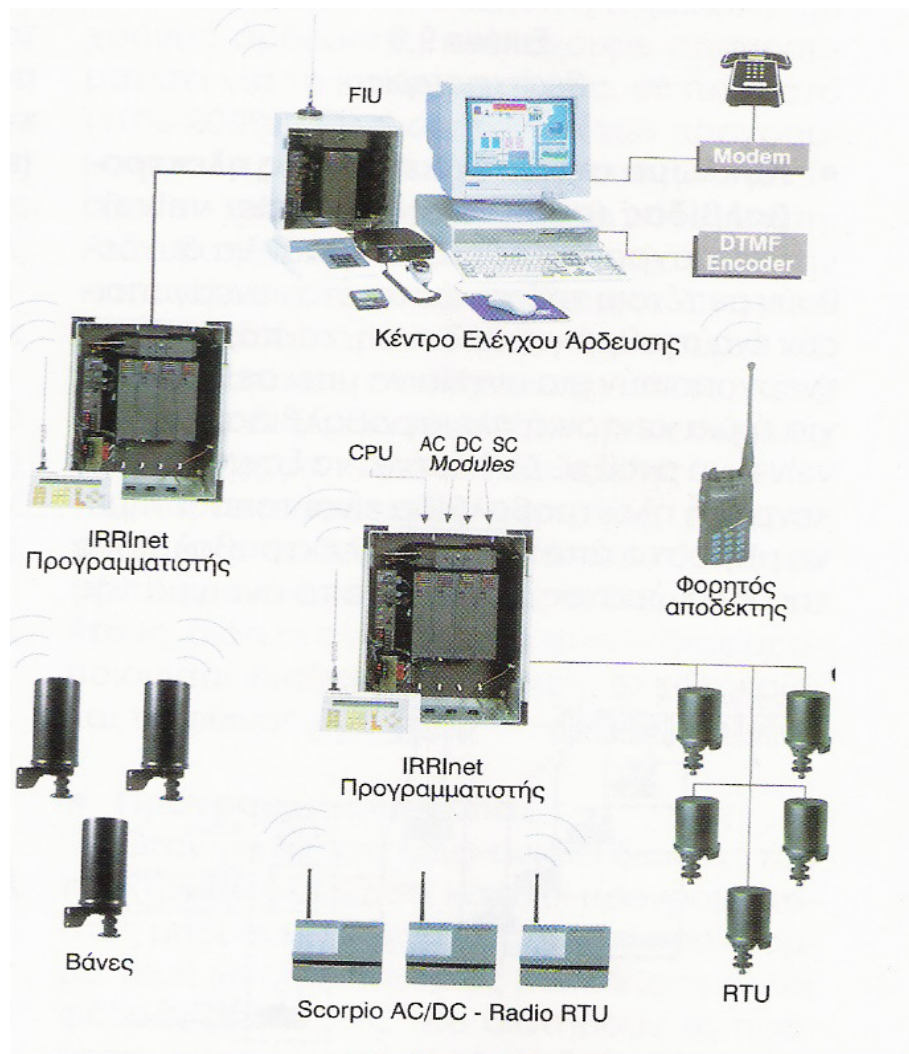 FIU
Modem
DTMF
Encoder
Κέντρο Ελέγχου Άρδευσης
CPU
AC DC SC
Modules
IRRInet
Προγραμματιστής
Φορητός
αποδέκτης
IRRInet
Προγραμματιστής
Βάνες
Scorpio AC/DC - Radio RTU
RTU